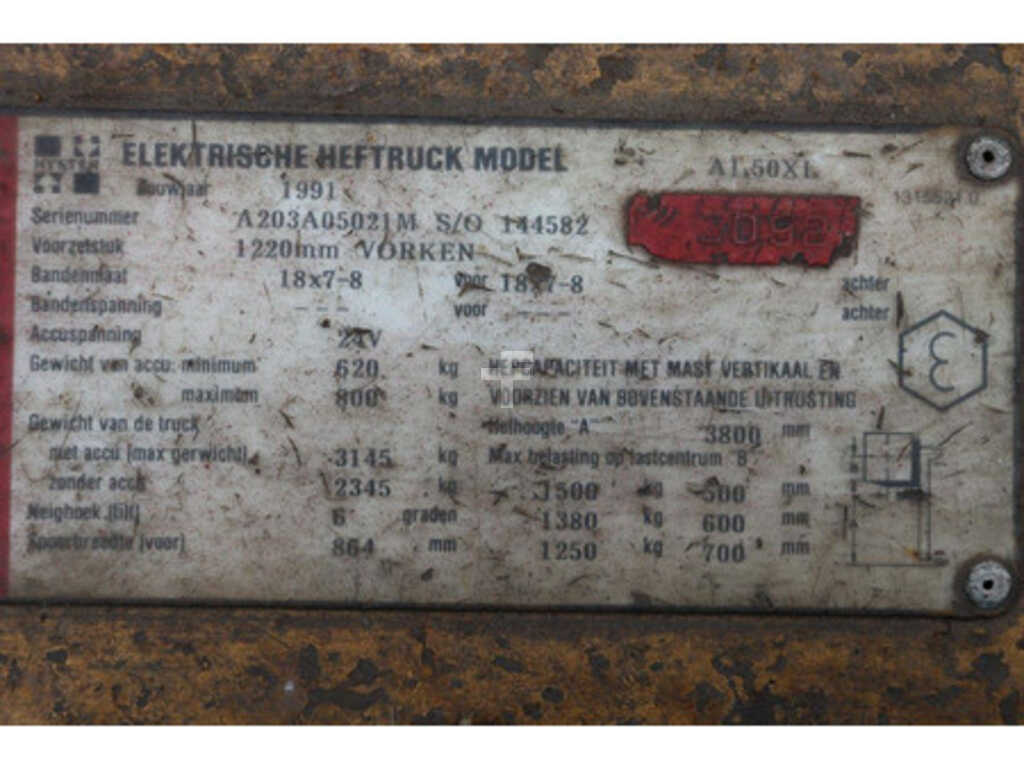 HYSTER ELEKTRISCHE HEFTRUCK MODEL A1.50XL
Bouwjaar 1991
Serienummer A203A05021M S/O 144582 3092
Voorzetstuk 1220mm VORKEN
Bandenmaat 18x7-8 voor 18x7-8 achter
Bandenspanning --- voor --- achter
Accuspanning 24V
Gewicht van accu: minimum 620 kg HEFCAPACITEIT MET MAST VERTIKAAL EN
maximum 800 kg VOORZIEN VAN BOVENSTAANDE UITRUSTING
Gewicht van de truck Hefhoogte "A" 3800 mm
met accu (max gerwicht) 3145 kg Max belasting op lastcentrum B
zonder accu 2345 kg 1500 kg 500 mm
Neighoek (tilt) 6 graden 1380 kg 600 mm
Spoorbreedte (voor) 864 mm 1250 kg 700 mm